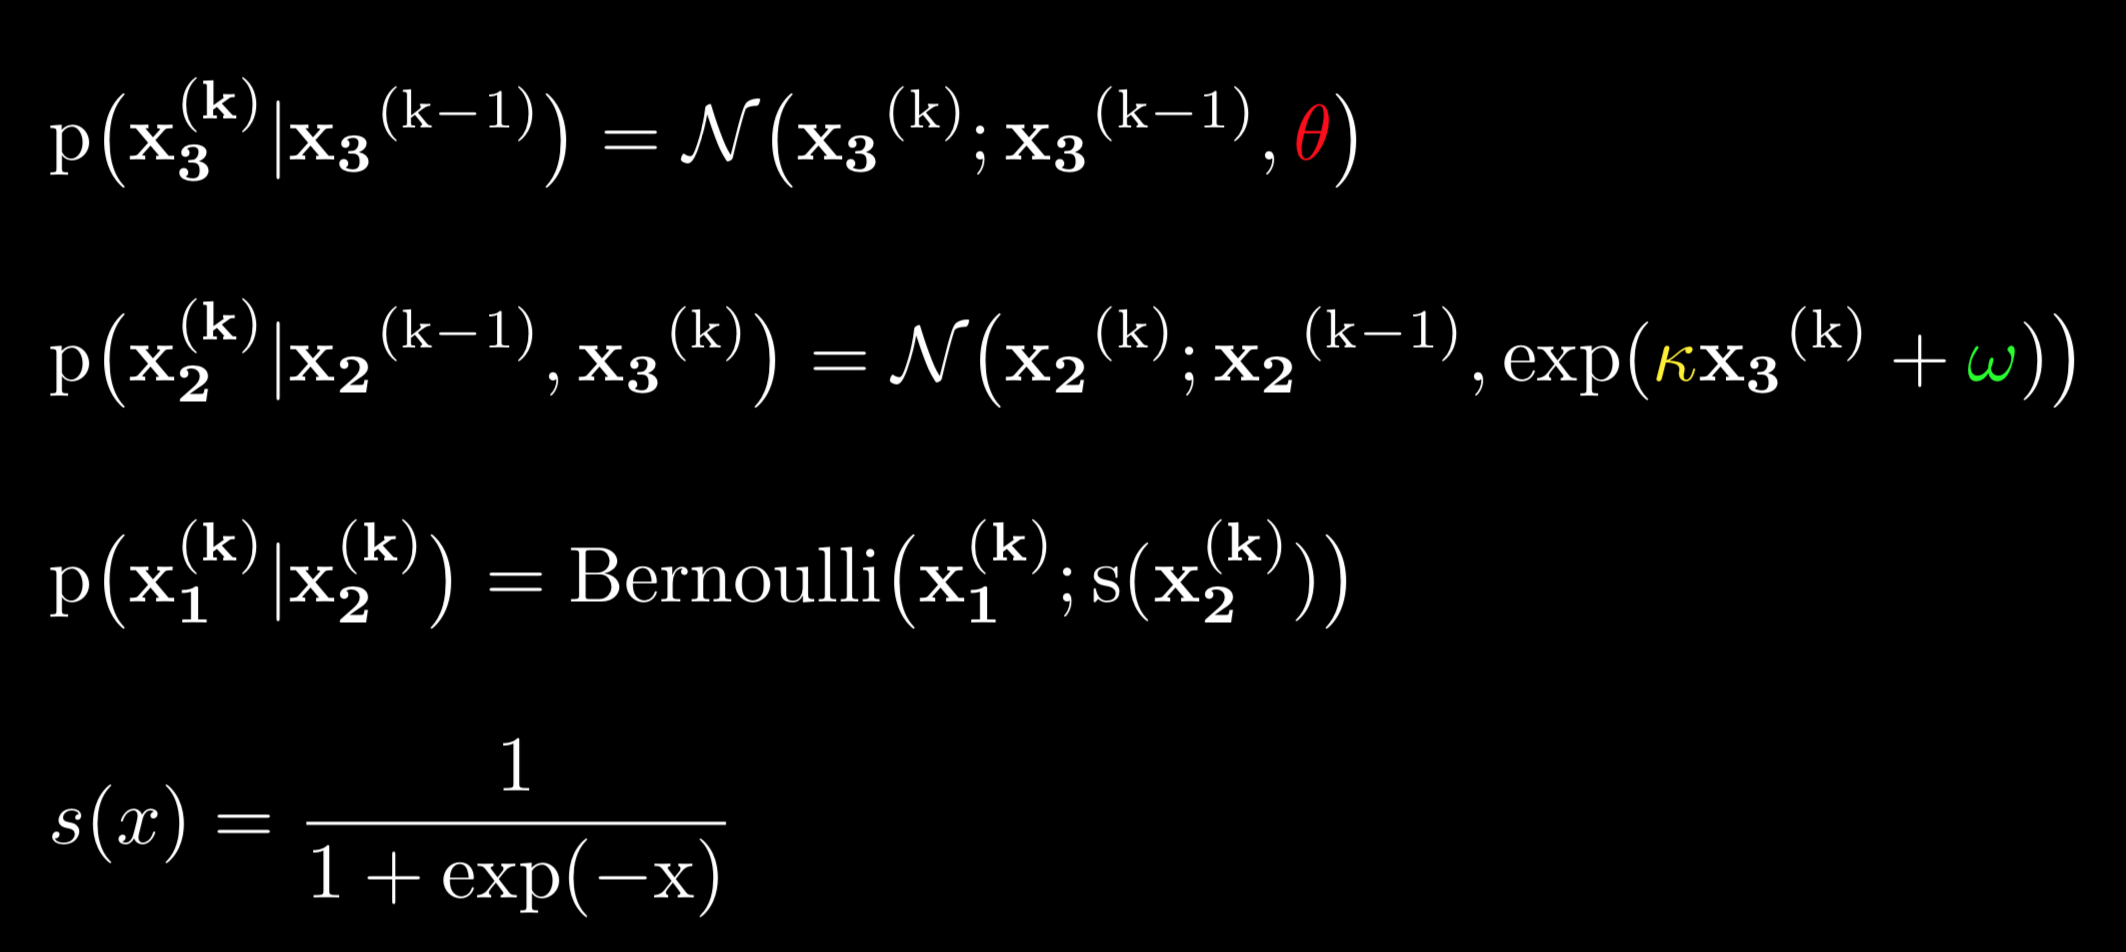 p(x₃⁽ᵏ⁾|x₃⁽ᵏ⁻¹⁾) = 𝒩(x₃⁽ᵏ⁾; x₃⁽ᵏ⁻¹⁾, θ)
p(x₂⁽ᵏ⁾|x₂⁽ᵏ⁻¹⁾, x₃⁽ᵏ⁾) = 𝒩(x₂⁽ᵏ⁾; x₂⁽ᵏ⁻¹⁾, exp(κx₃⁽ᵏ⁾ + ω))
p(x₁⁽ᵏ⁾|x₂⁽ᵏ⁾) = Bernoulli(x₁⁽ᵏ⁾; s(x₂⁽ᵏ⁾))
s(x) = 1 / (1 + exp(−x))